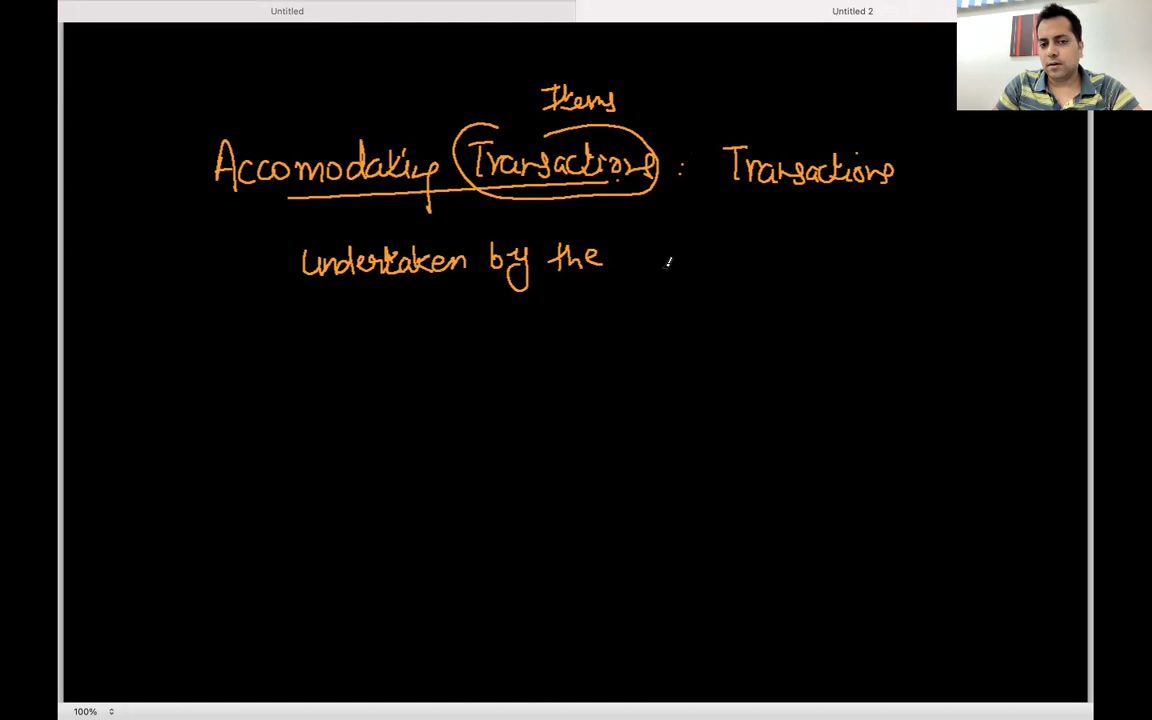 Untitled
Untitled 2
Items
Accomodating Transactions : Transactions
undertaken by the
100%